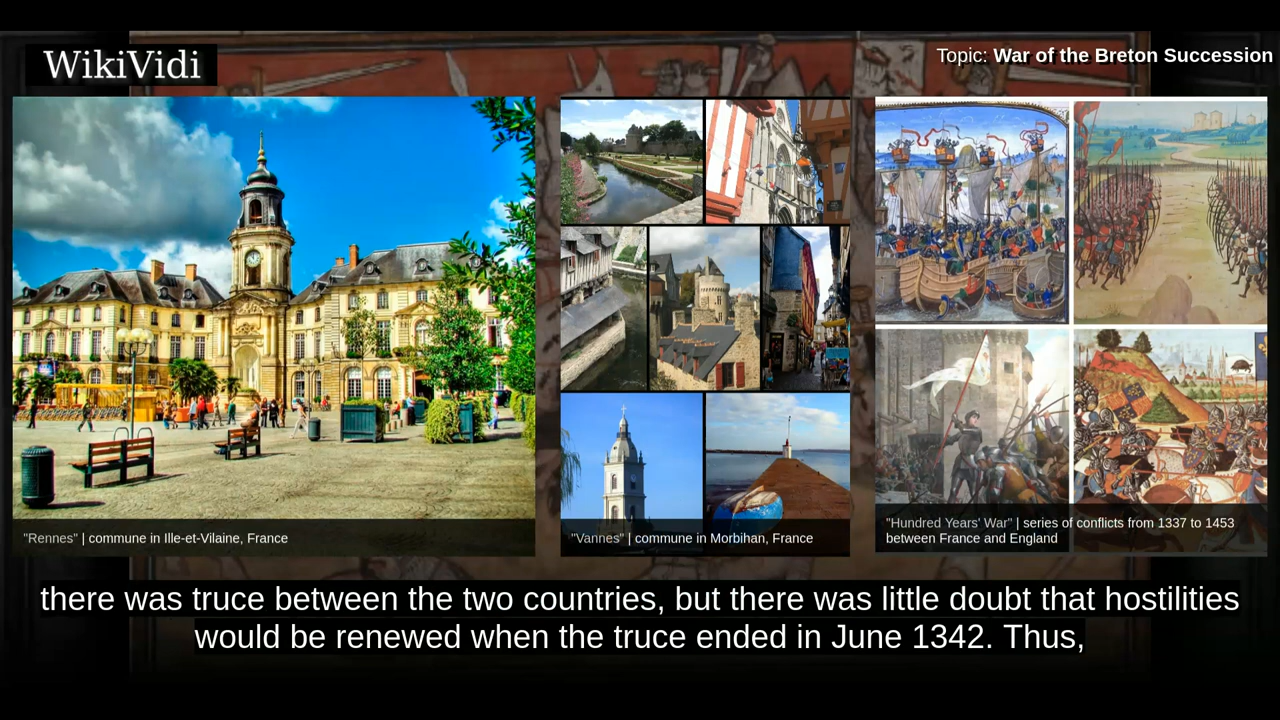 WikiVidi
Topic: War of the Breton Succession
"Rennes" | commune in Ille-et-Vilaine, France
"Vannes" | commune in Morbihan, France
"Hundred Years' War" | series of conflicts from 1337 to 1453
between France and England
there was truce between the two countries, but there was little doubt that hostilities
would be renewed when the truce ended in June 1342. Thus,